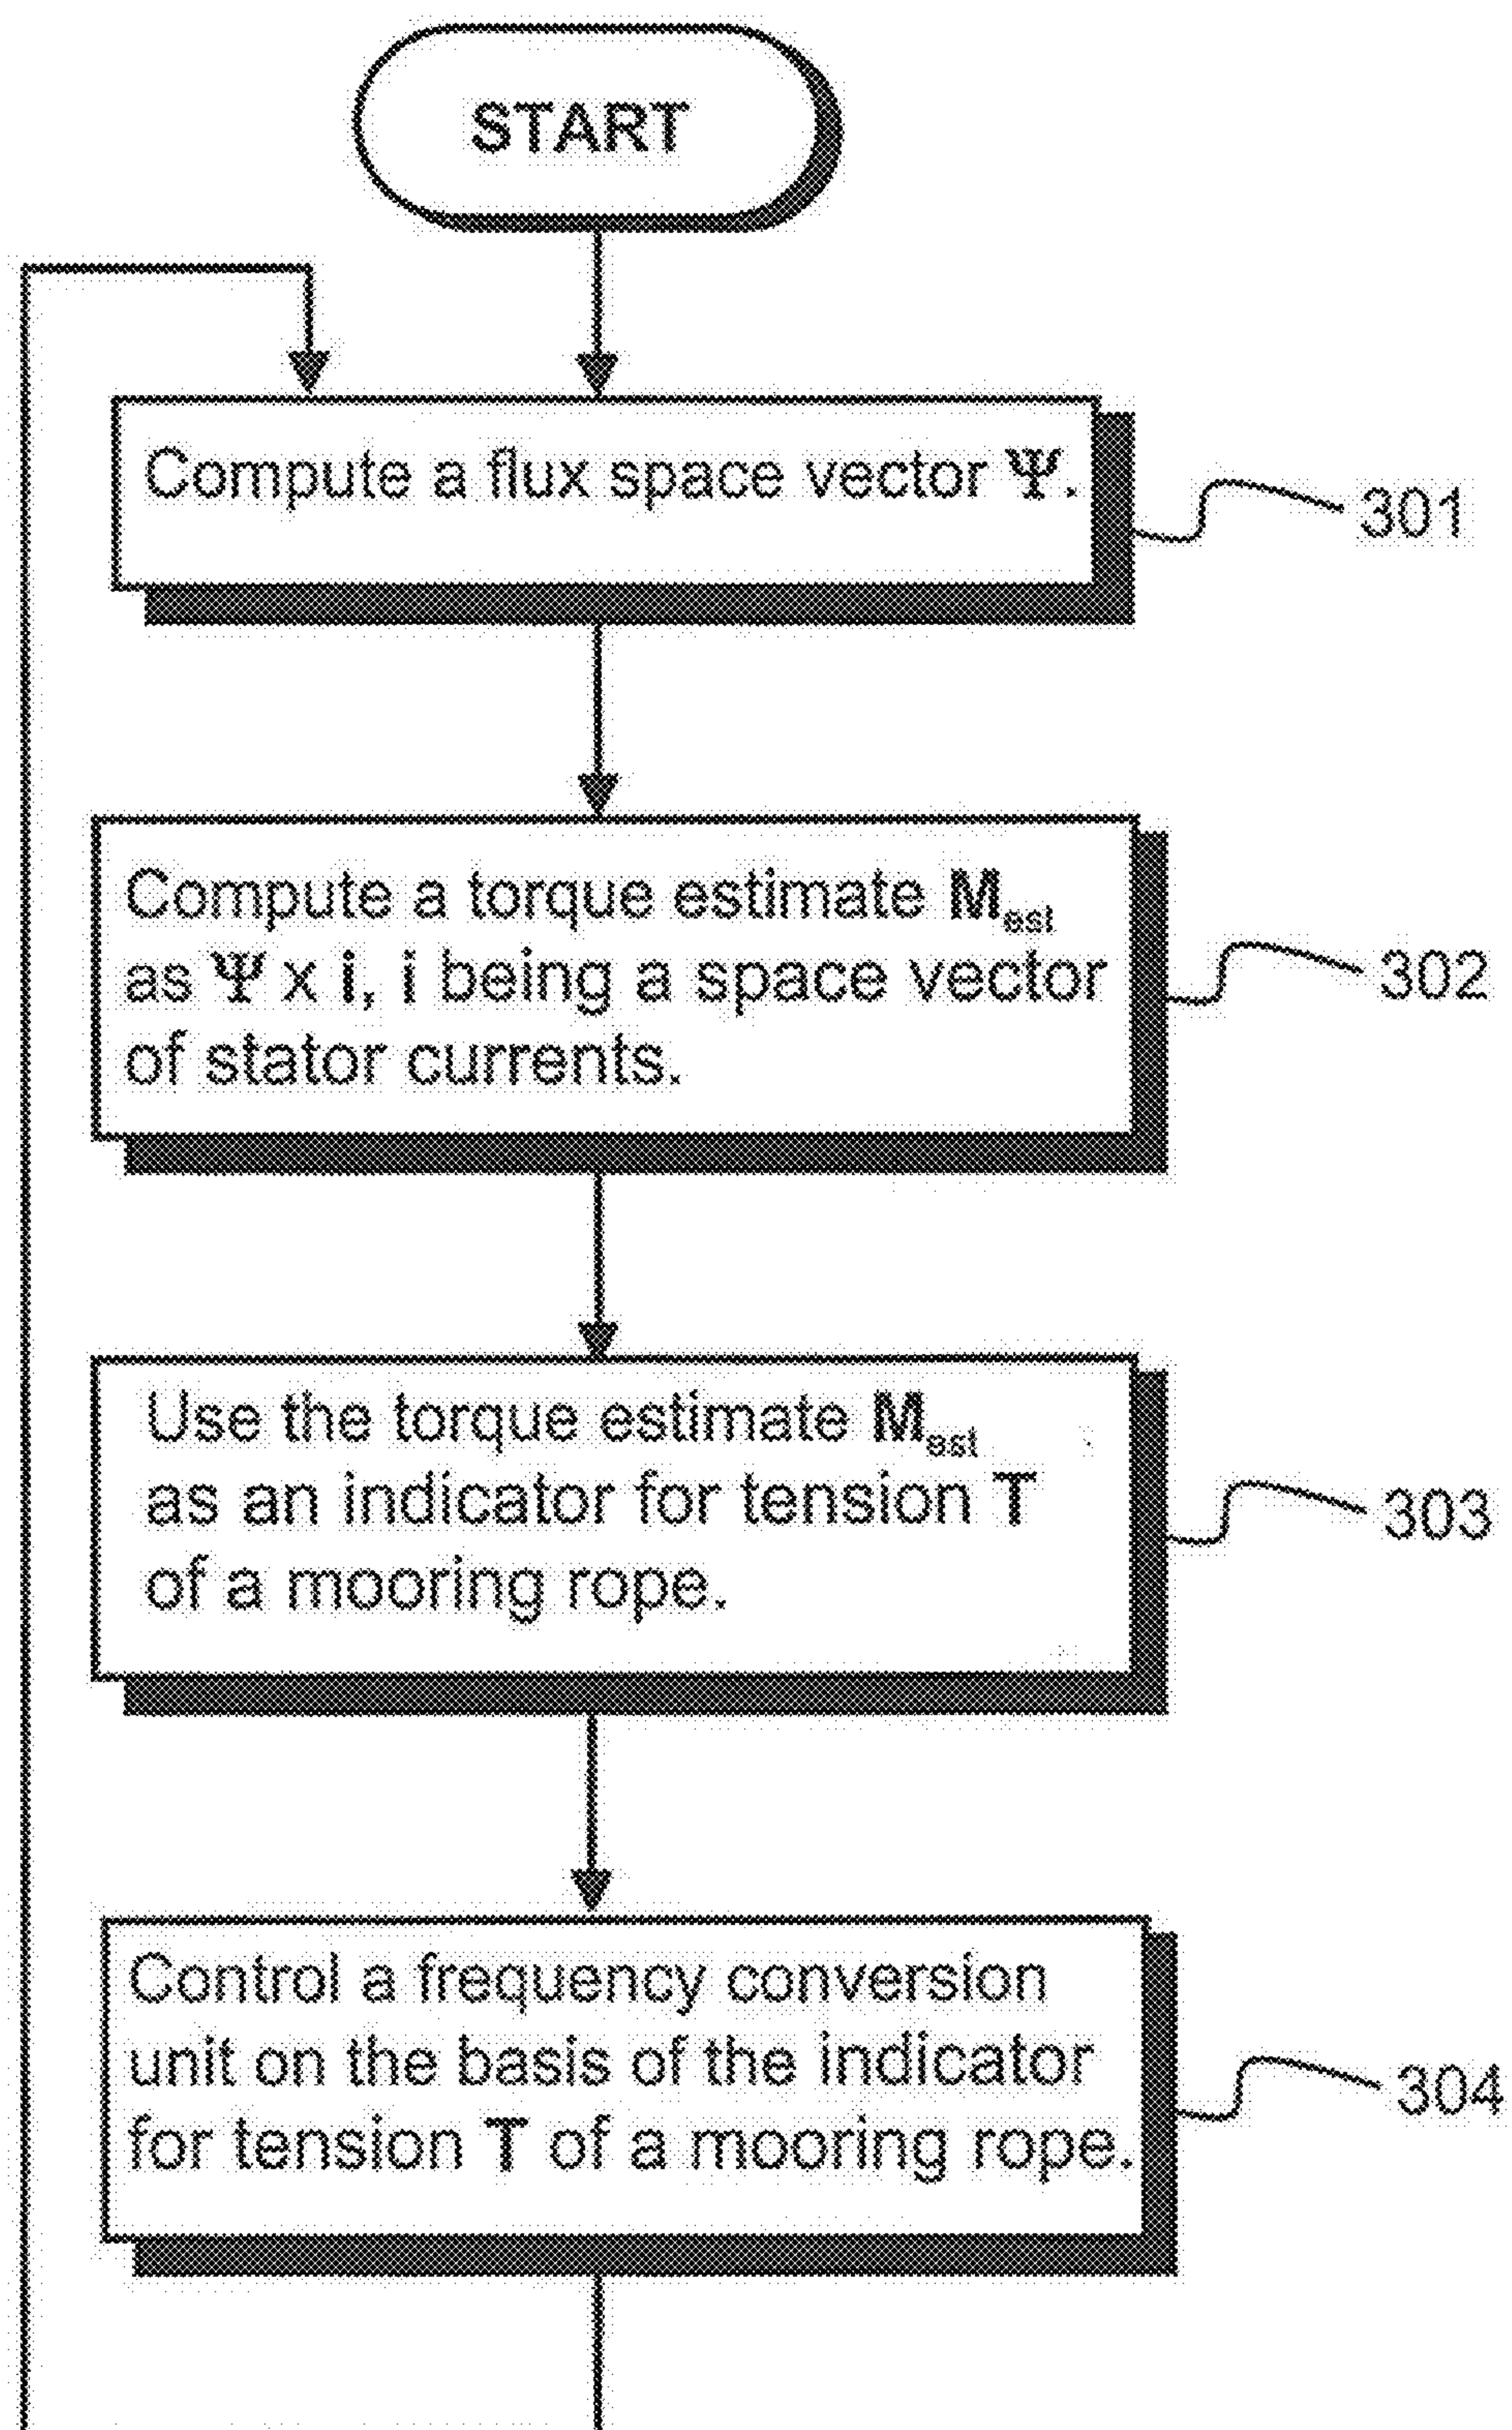 START
Compute a flux space vector Ψ.
301
Compute a torque estimate Mest
as Ψ x i, i being a space vector
of stator currents.
302
Use the torque estimate Mest
as an indicator for tension T
of a mooring rope.
303
Control a frequency conversion
unit on the basis of the indicator
for tension T of a mooring rope.
304